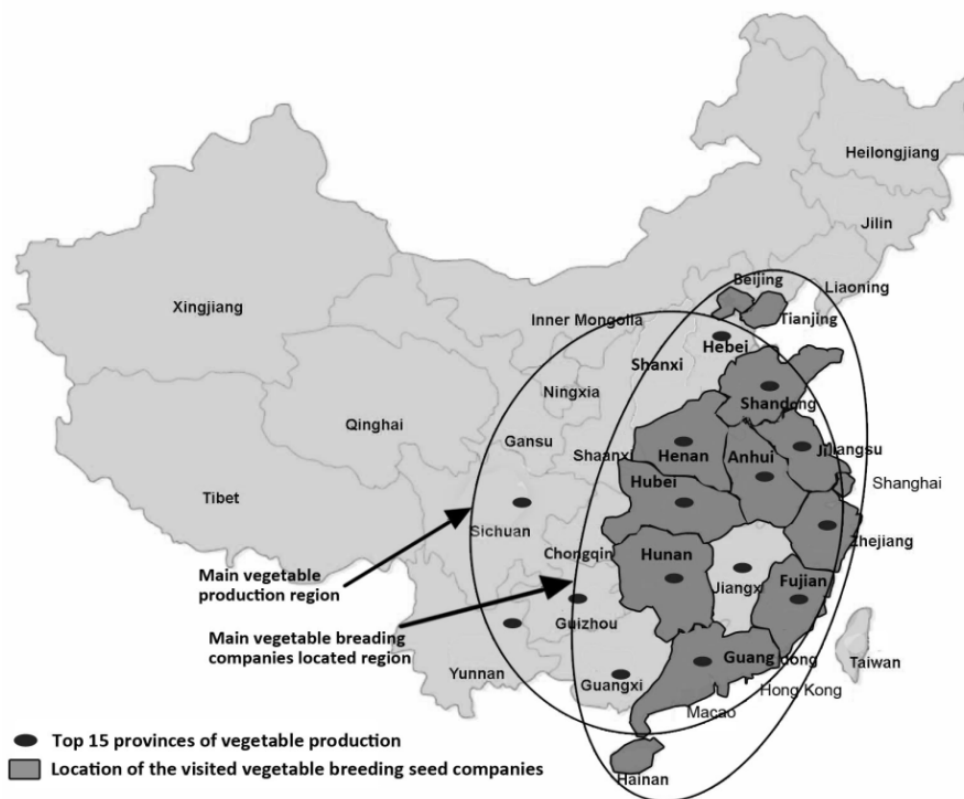 Heilongjiang
Jilin
Liaoning
Beijing
Tianjing
Xingjiang
Inner Mongolia
Hebei
Shanxi
Ningxia
Shandong
Qinghai
Gansu
Shaanxi
Henan
Anhui
Jiangsu
Hubei
Shanghai
Tibet
Sichuan
Zhejiang
Chongqin
Hunan
Main vegetable
production region
Jiangxi
Fujian
Guizhou
Main vegetable breading
companies located region
Yunnan
Guangxi
Guangdong
Taiwan
Hong Kong
Macao
Top 15 provinces of vegetable production
Location of the visited vegetable breeding seed companies
Hainan